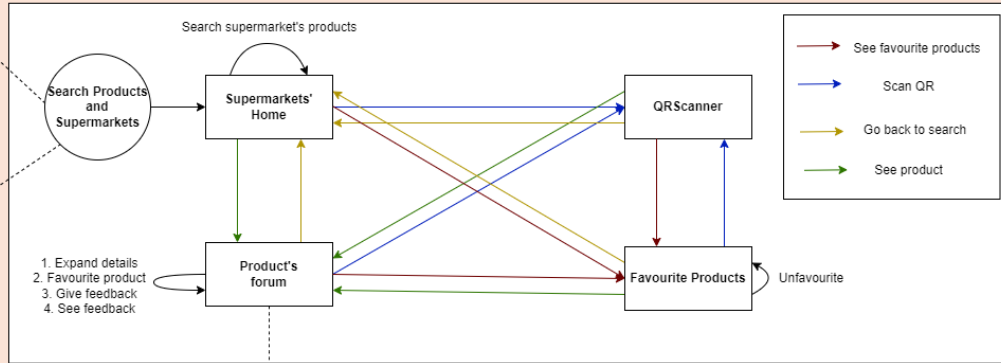 Search supermarket's products
Search Products
and
Supermarkets
Supermarkets'
Home
QRScanner
See favourite products
Scan QR
Go back to search
See product
1. Expand details
2. Favourite product
3. Give feedback
4. See feedback
Product's
forum
Favourite Products
Unfavourite